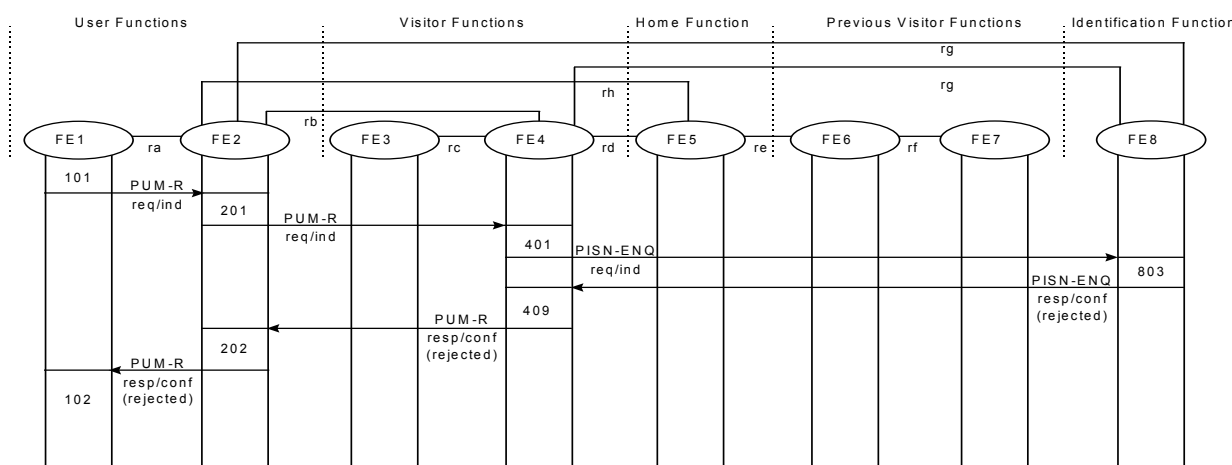 User Functions
Visitor Functions
Home Function
Previous Visitor Functions
Identification Function
rg
rg
rh
rb
FE1
ra
FE2
FE3
rc
FE4
rd
FE5
re
FE6
rf
FE7
FE8
101
PUM-R
req/ind
201
PUM-R
req/ind
401
PISN-ENQ
req/ind
803
PISN-ENQ
resp/conf
(rejected)
409
PUM-R
resp/conf
(rejected)
202
PUM-R
resp/conf
(rejected)
102